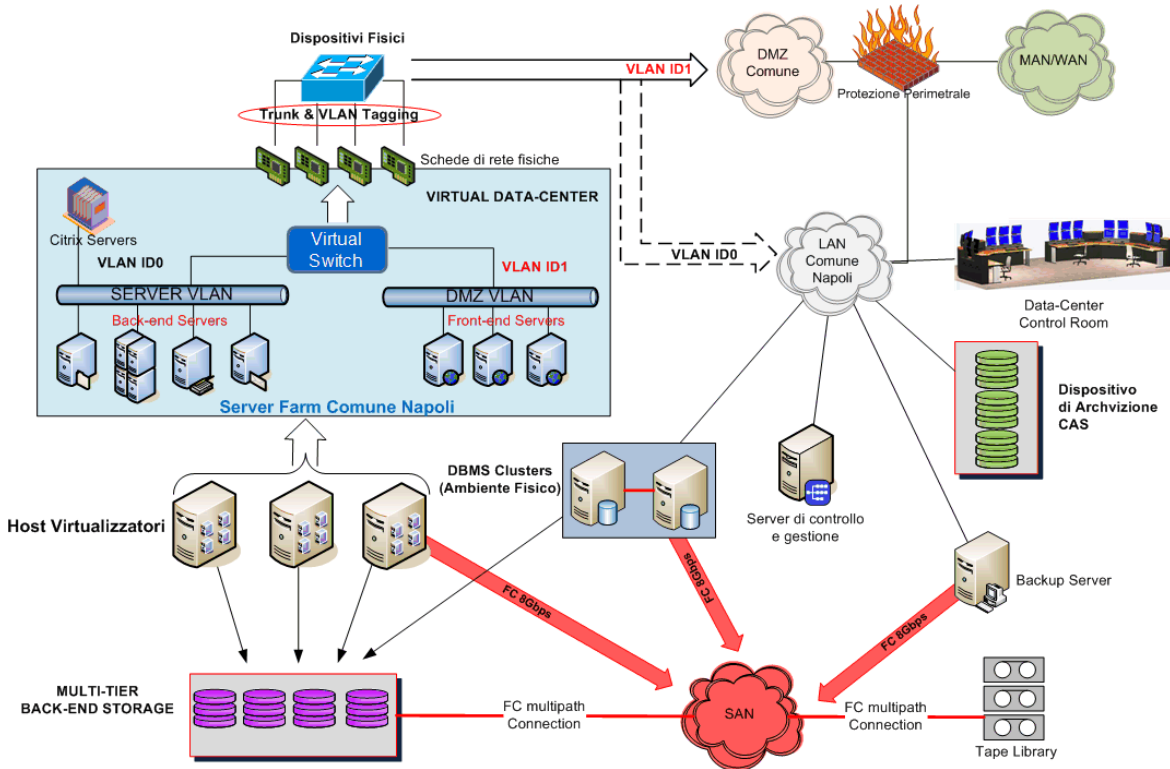 Dispositivi Fisici
VLAN ID1
DMZ
Comune
Protezione Perimetrale
MAN/WAN
Trunk & VLAN Tagging
Schede di rete fisiche
VIRTUAL DATA-CENTER
Citrix Servers
VLAN ID0
Virtual
Switch
VLAN ID1
SERVER VLAN
DMZ VLAN
Back-end Servers
Front-end Servers
Server Farm Comune Napoli
VLAN ID0
LAN
Comune
Napoli
Data-Center
Control Room
Dispositivo
di Archvizione
CAS
DBMS Clusters
(Ambiente Fisico)
Server di controllo
e gestione
Host Virtualizzatori
Backup Server
FC 8Gbps
FC 8Gbps
FC 8Gbps
MULTI-TIER
BACK-END STORAGE
FC multipath
Connection
SAN
FC multipath
Connection
Tape Library